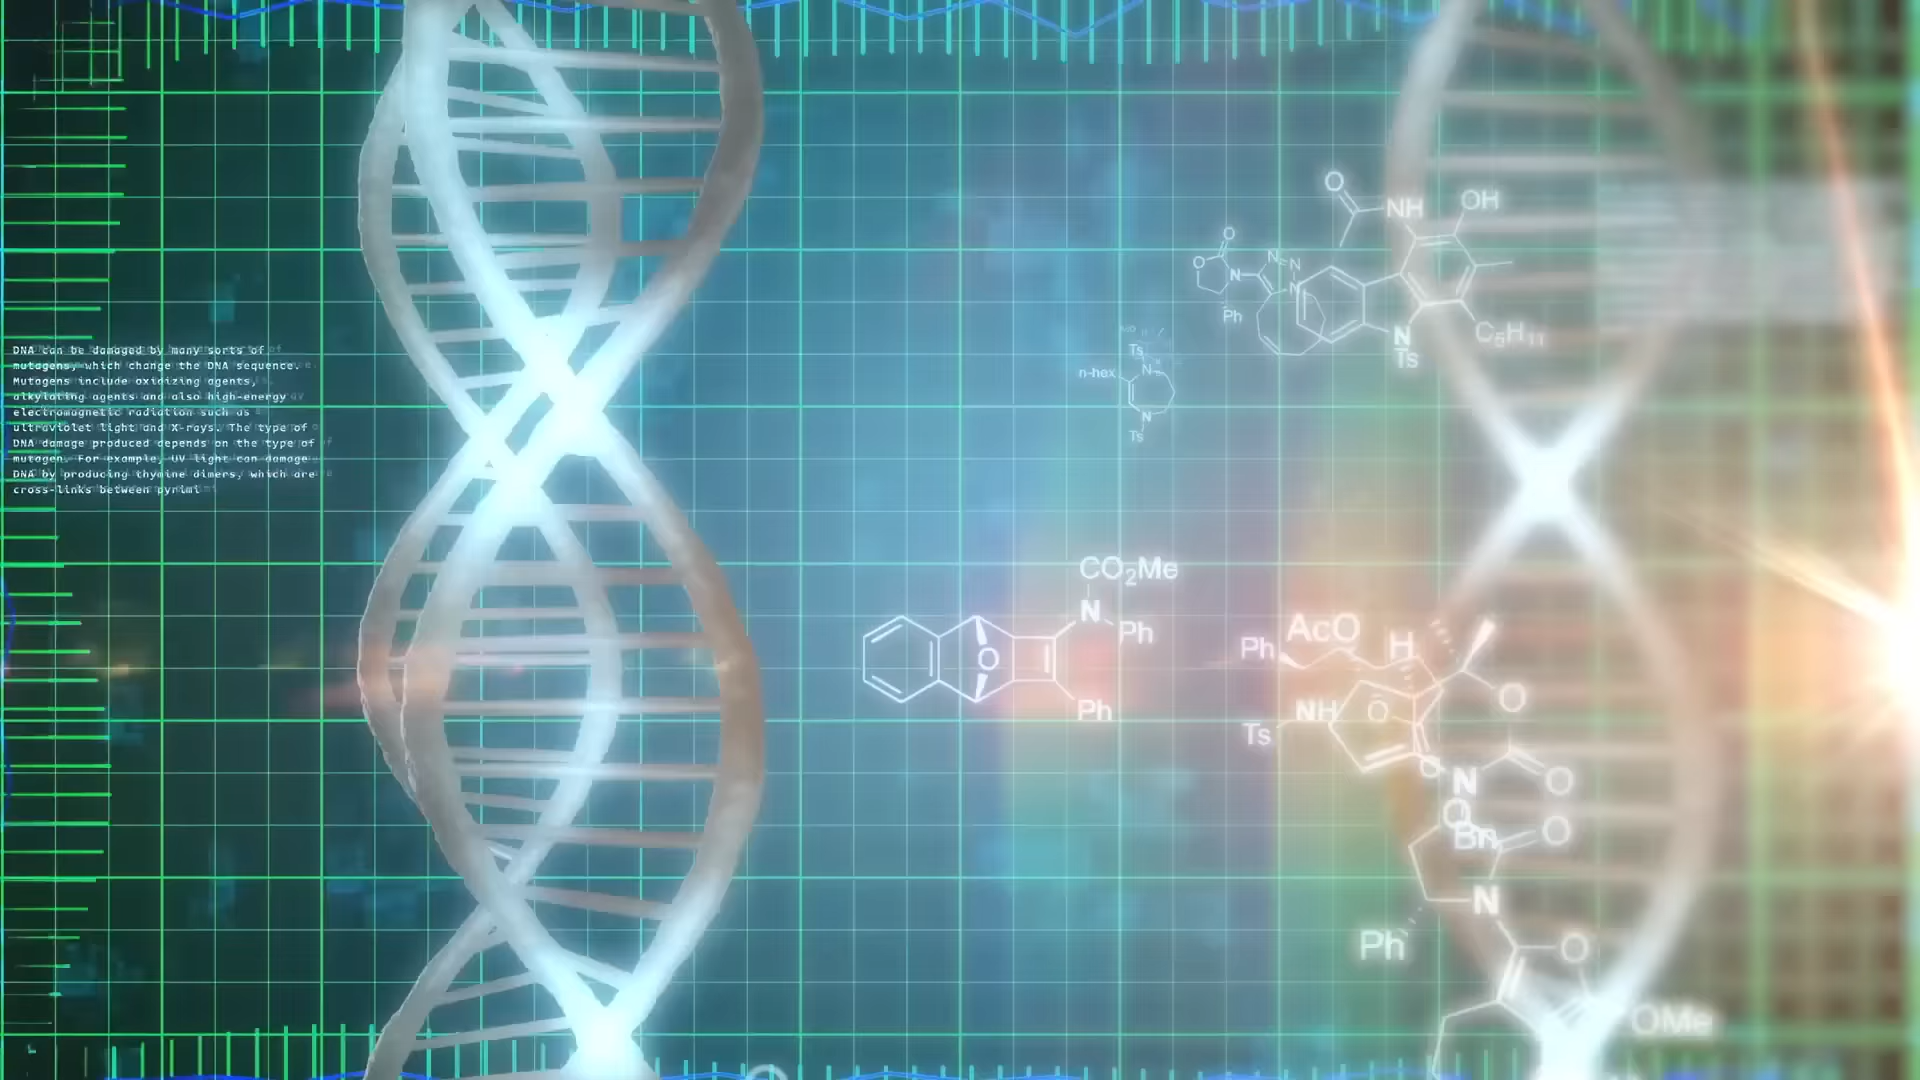 DNA can be damaged by many sorts of
mutagens, which change the DNA sequence.
Mutagens include oxidizing agents,
alkylating agents and also high-energy
electromagnetic radiation such as
ultraviolet light and X-rays. The type of
DNA damage produced depends on the type of
mutagen. For example, UV light can damage
DNA by producing thymine dimers, which are
cross-links between pyrimi
O
NH
OH
O
O
N
N
N
N
Ph
N
Ts
C₅H₁₁
Ts
N
n-hex
N
Ts
CO₂Me
N
Ph
O
Ph
AcO
H
Ph
O
NH
O
Ts
O
N
O
O
Bn
O
N
Ph
O
OMe